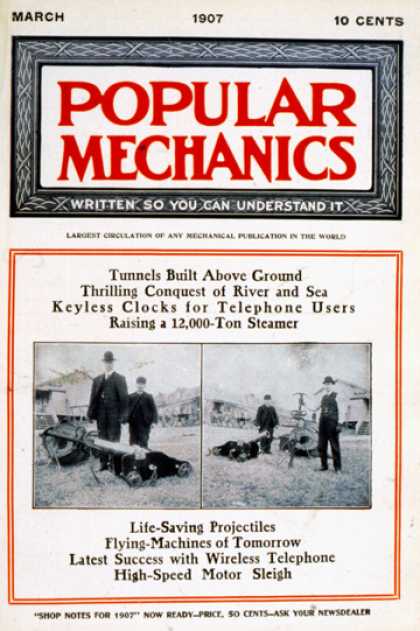 MARCH 1907 10 CENTS
POPULAR
MECHANICS
WRITTEN SO YOU CAN UNDERSTAND IT
LARGEST CIRCULATION OF ANY MECHANICAL PUBLICATION IN THE WORLD
Tunnels Built Above Ground
Thrilling Conquest of River and Sea
Keyless Clocks for Telephone Users
Raising a 12,000-Ton Steamer
Life-Saving Projectiles
Flying-Machines of Tomorrow
Latest Success with Wireless Telephone
High-Speed Motor Sleigh
"SHOP NOTES FOR 1907" NOW READY—PRICE, 50 CENTS—ASK YOUR NEWSDEALER